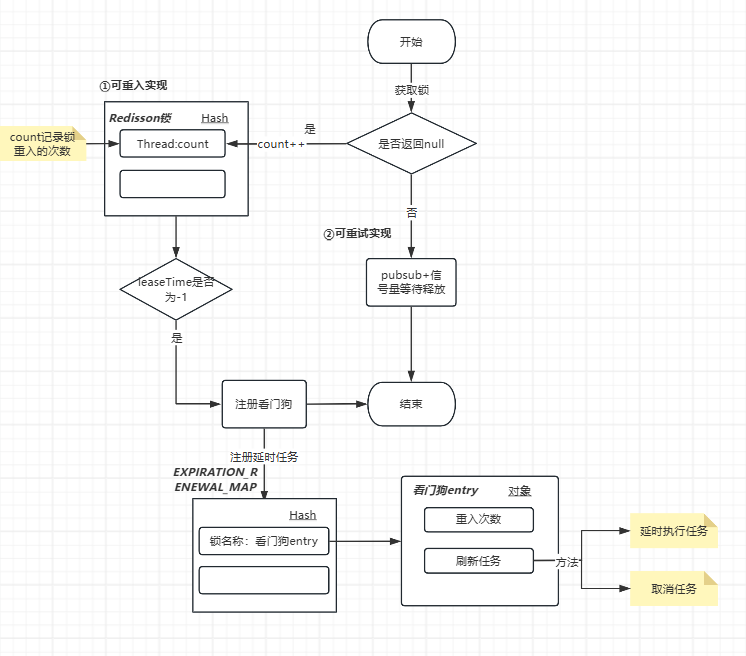 开始
获取锁
①可重入实现
Redisson锁
Hash
count记录锁
重入的次数
Thread:count
是
count++
是否返回null
否
②可重试实现
leaseTime是否
为-1
pubsub+信
号量等待释放
是
注册看门狗
结束
注册延时任务
EXPIRATION_R
ENEWAL_MAP
Hash
锁名称：看门狗entry
看门狗entry
对象
重入次数
刷新任务
方法
延时执行任务
取消任务